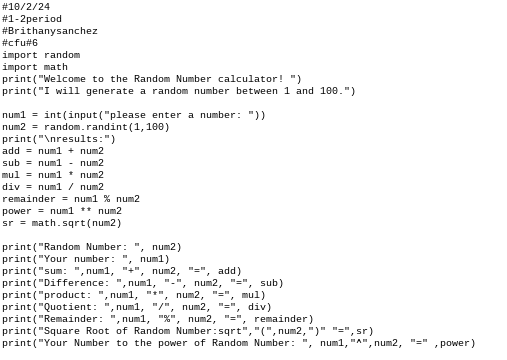 #10/2/24
#1-2period
#Brithanysanchez
#cfu#6
import random
import math
print("Welcome to the Random Number calculator! ")
print("I will generate a random number between 1 and 100.")
num1 = int(input("please enter a number: "))
num2 = random.randint(1,100)
print("\nresults:")
add = num1 + num2
sub = num1 - num2
mul = num1 * num2
div = num1 / num2
remainder = num1 % num2
power = num1 ** num2
sr = math.sqrt(num2)
print("Random Number: ", num2)
print("Your number: ", num1)
print("sum: ",num1, "+", num2, "=", add)
print("Difference: ",num1, "-", num2, "=", sub)
print("product: ",num1, "*", num2, "=", mul)
print("Quotient: ",num1, "/", num2, "=", div)
print("Remainder: ",num1, "%", num2, "=", remainder)
print("Square Root of Random Number:sqrt","(",num2,")" "=",sr)
print("Your Number to the power of Random Number: ", num1,"^",num2, "=" ,power)